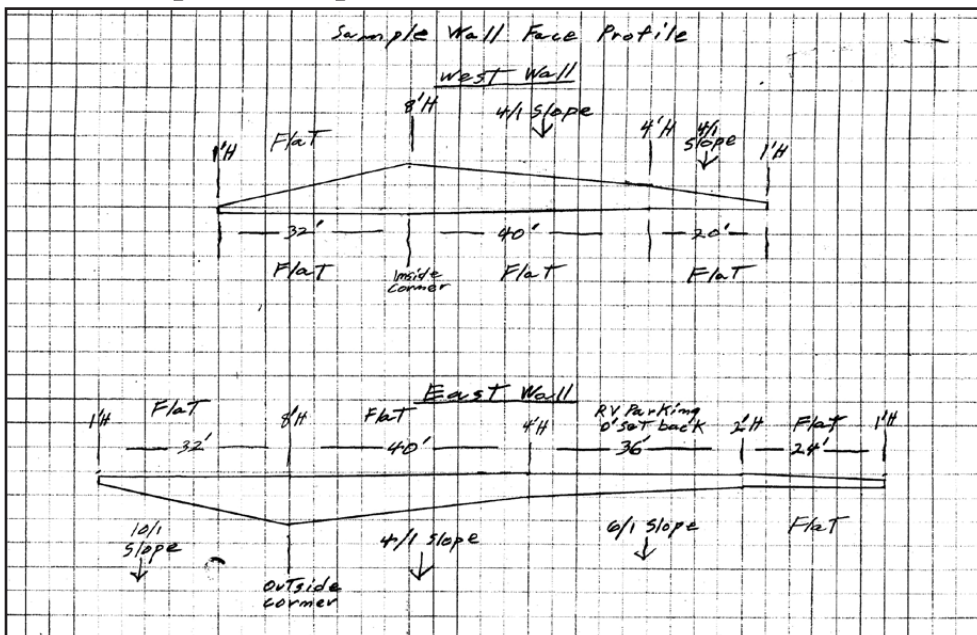 Sample Wall Face Profile
West Wall
8'H
4/1 Slope
Flat
4'H
4/1
Slope
1'H
1'H
32'
40'
20'
Flat
Inside
Corner
Flat
Flat
East Wall
1'H
Flat
32'
8'H
Flat
40'
4'H
RV Parking
0' Set back
36'
2'H
Flat
24'
1'H
10/1
Slope
4/1 Slope
6/1 Slope
Flat
Outside
Corner